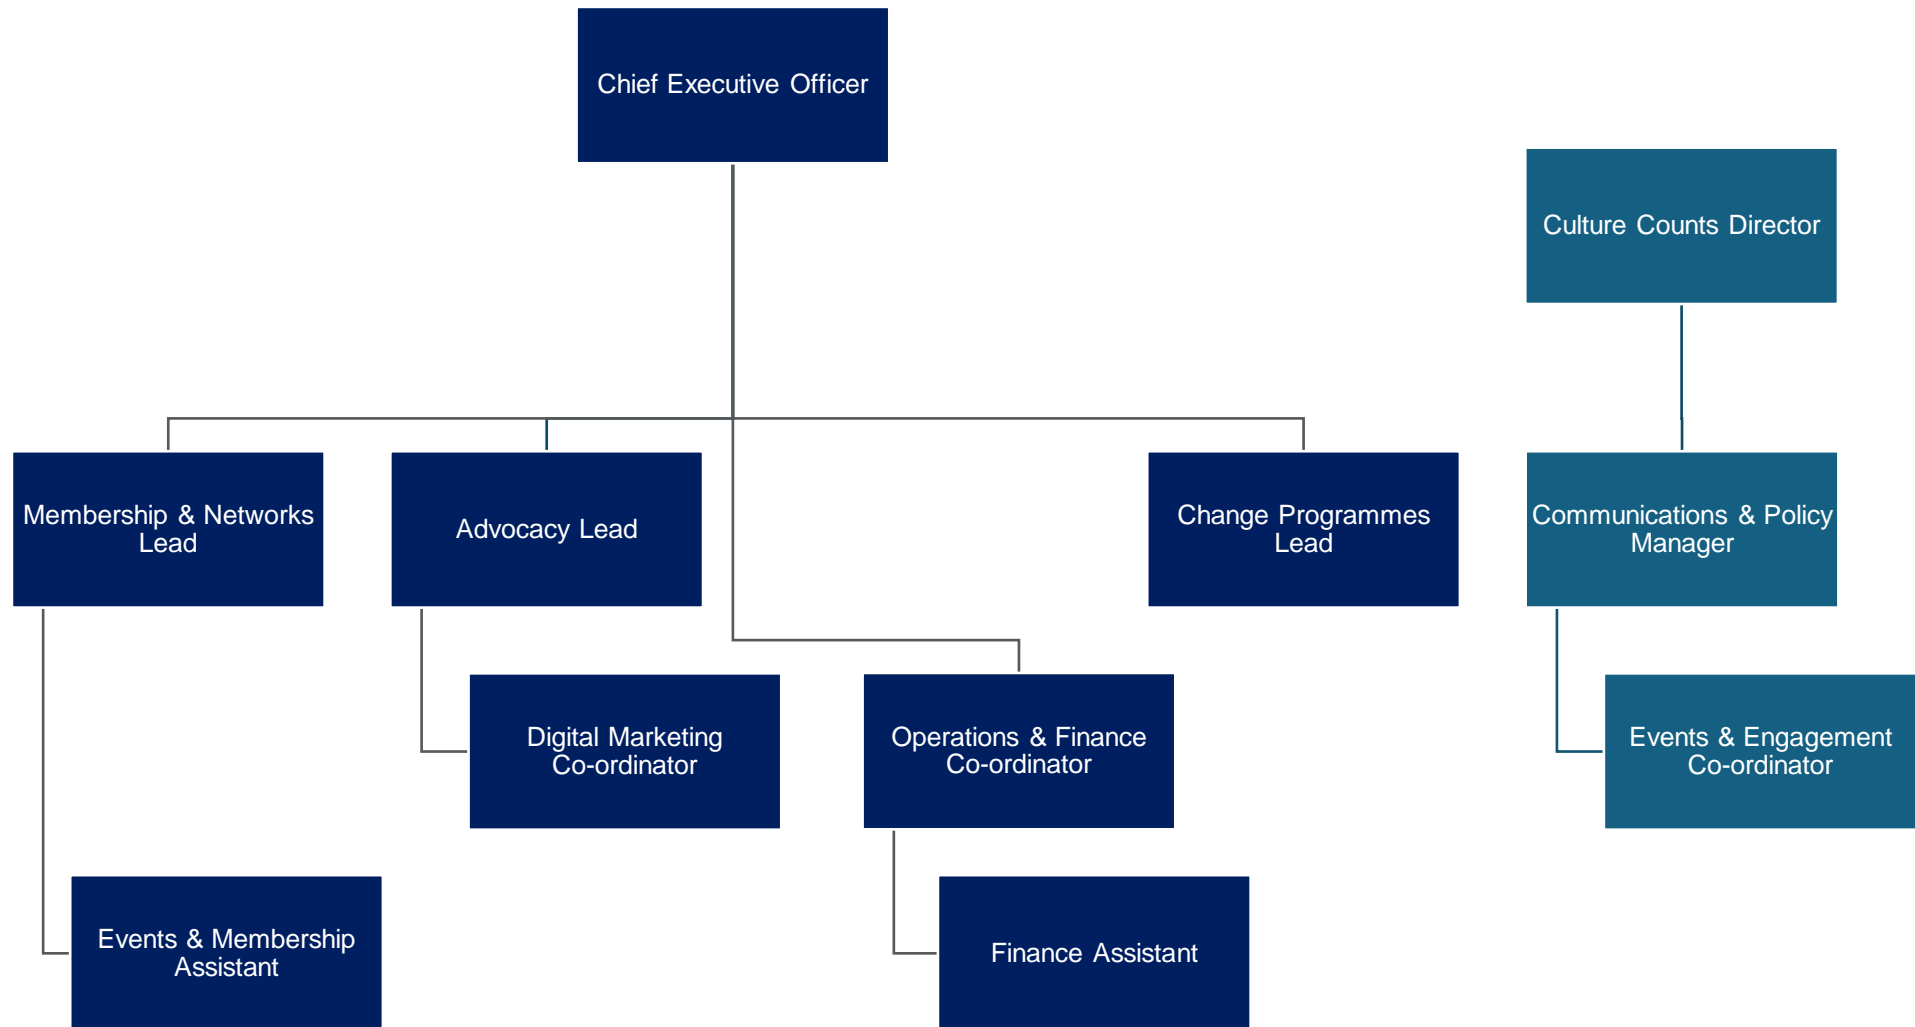 Chief Executive Officer
Culture Counts Director
Membership & Networks
Lead
Advocacy Lead
Change Programmes
Lead
Communications & Policy
Manager
Digital Marketing
Co-ordinator
Operations & Finance
Co-ordinator
Events & Engagement
Co-ordinator
Events & Membership
Assistant
Finance Assistant